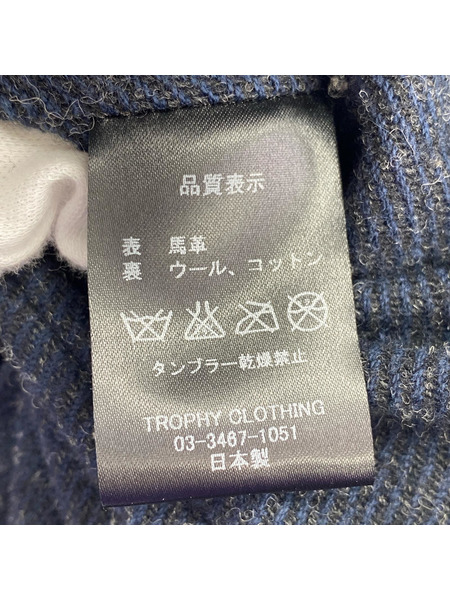 品質表示
表 馬革
裏 ウール、コットン
タンブラー乾燥禁止
TROPHY CLOTHING
03-3467-1051
日本製